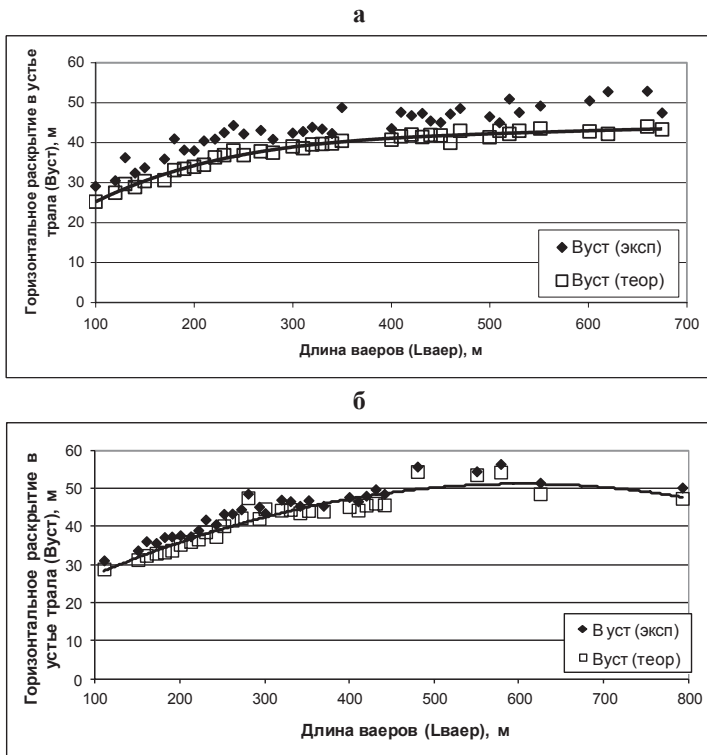 а
Горизонтальное раскрытие в устье
трала (Вуст), м
60
50
40
30
20
10
0
Вуст (эксп)
Вуст (теор)
100 200 300 400 500 600 700
Длина ваеров (Lваер), м
б
Горизонтальное раскрытие в
устье трала (Вуст), м
60
50
40
30
20
10
0
В уст (эксп)
Вуст (теор)
100 200 300 400 500 600 700 800
Длина ваеров (Lваер), м